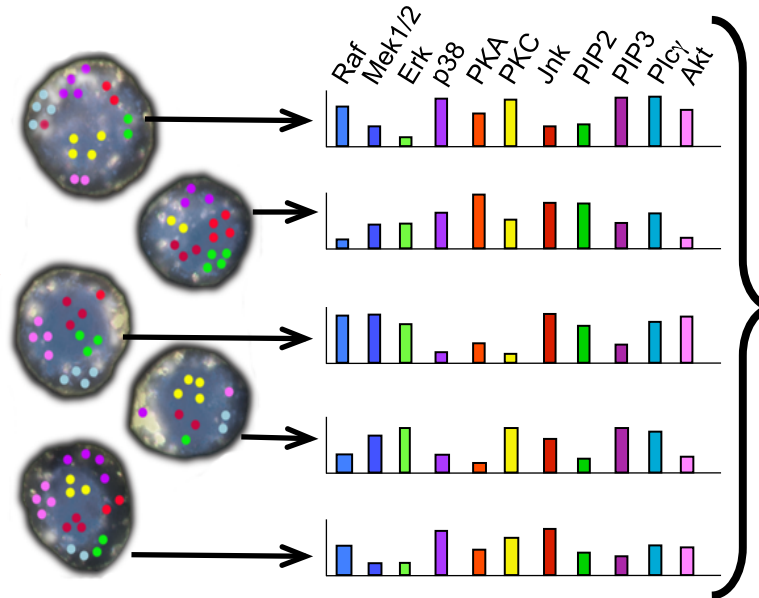 Raf
Mek1/2
Erk
p38
PKA
PKC
Jnk
PIP2
PIP3
Plcγ
Akt